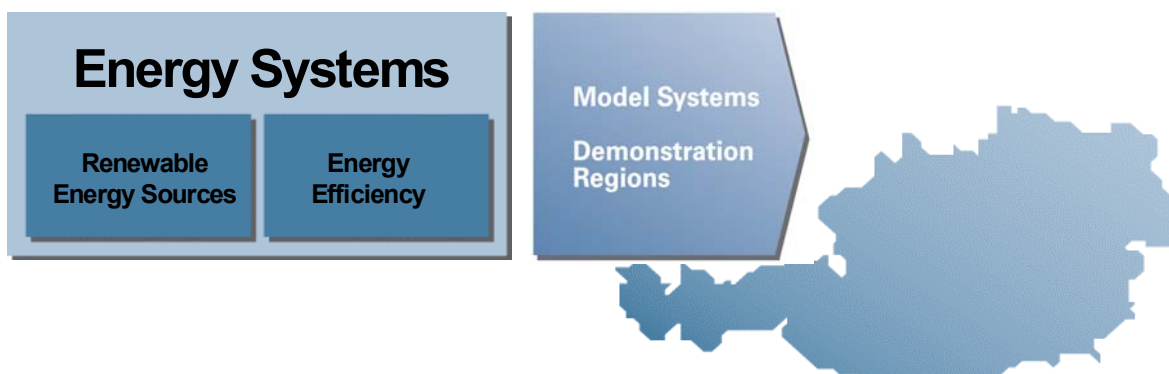 Energy Systems
Renewable
Energy Sources
Energy
Efficiency
Model Systems
Demonstration
Regions